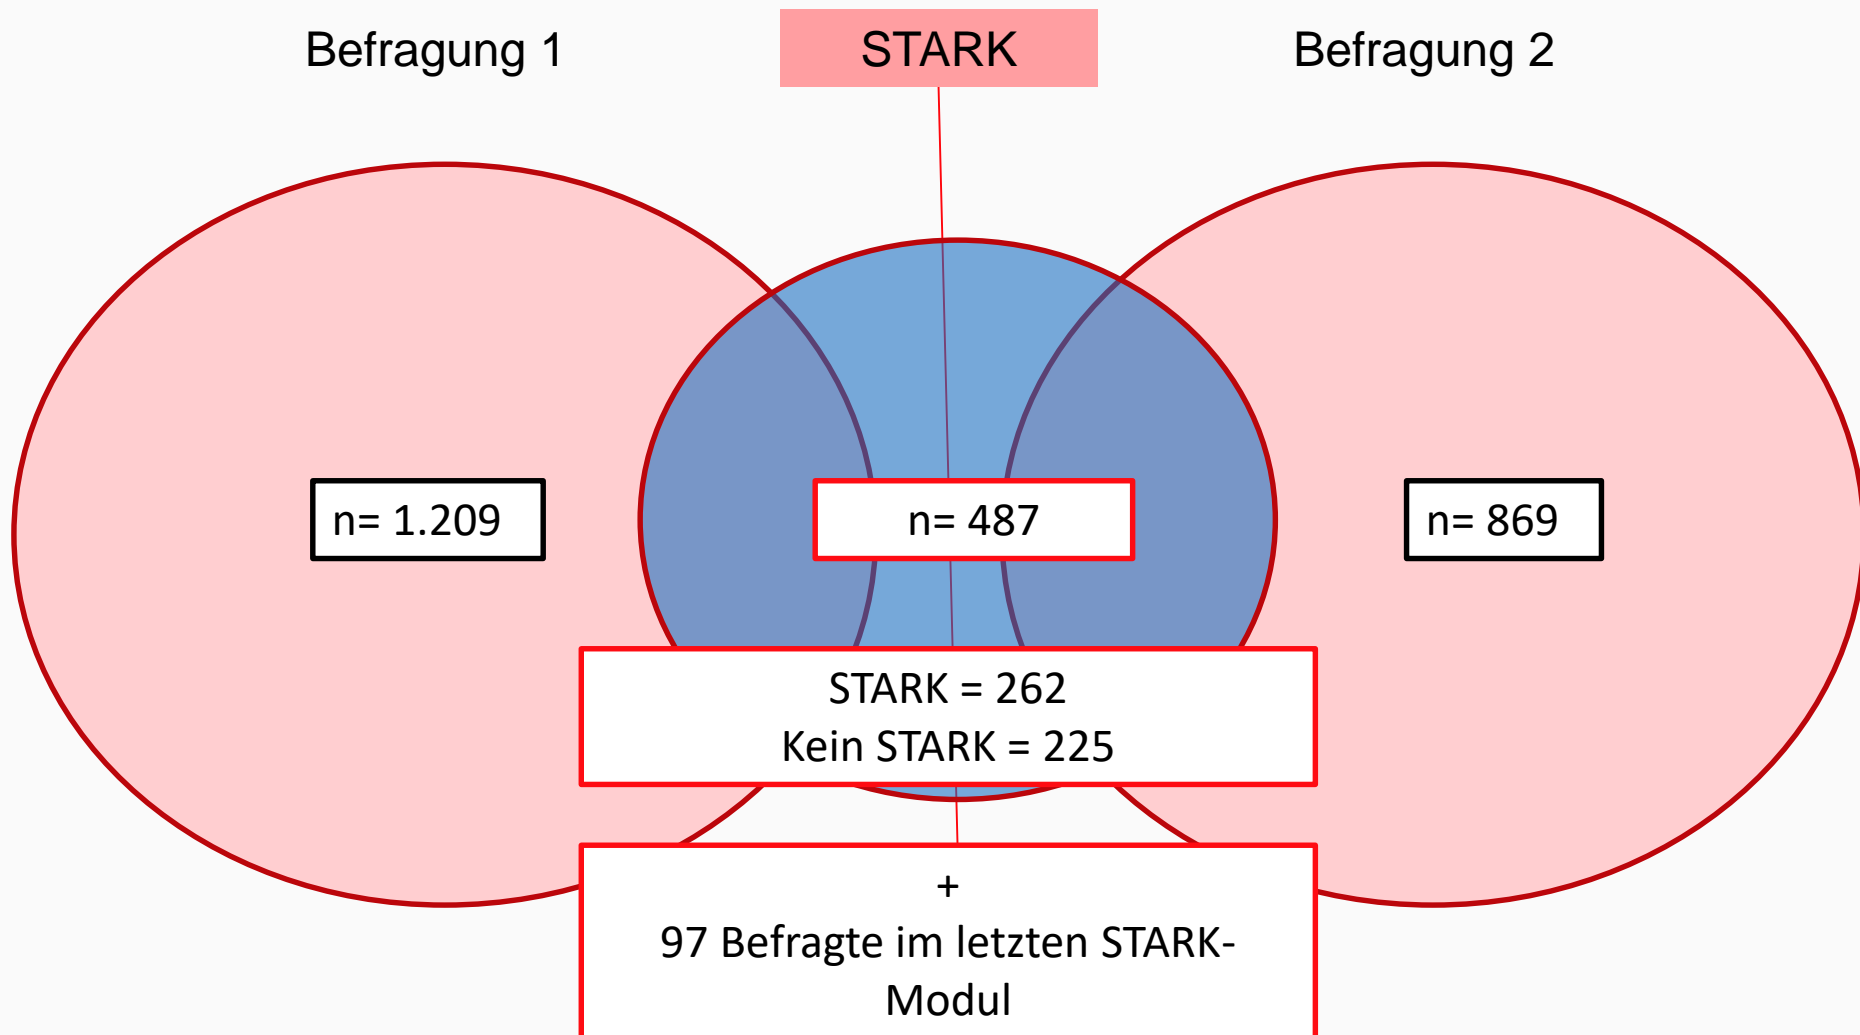 Befragung 1
STARK
Befragung 2
n= 1.209
n= 487
n= 869
STARK = 262
Kein STARK = 225
+
97 Befragte im letzten STARK-
Modul